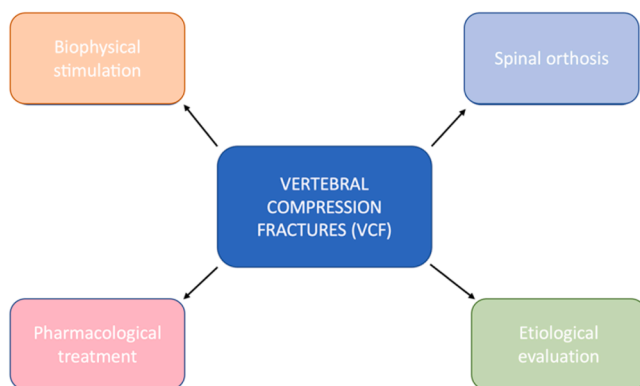 Biophysical
stimulation
Spinal orthosis
VERTEBRAL
COMPRESSION
FRACTURES (VCF)
Pharmacological
treatment
Etiological
evaluation